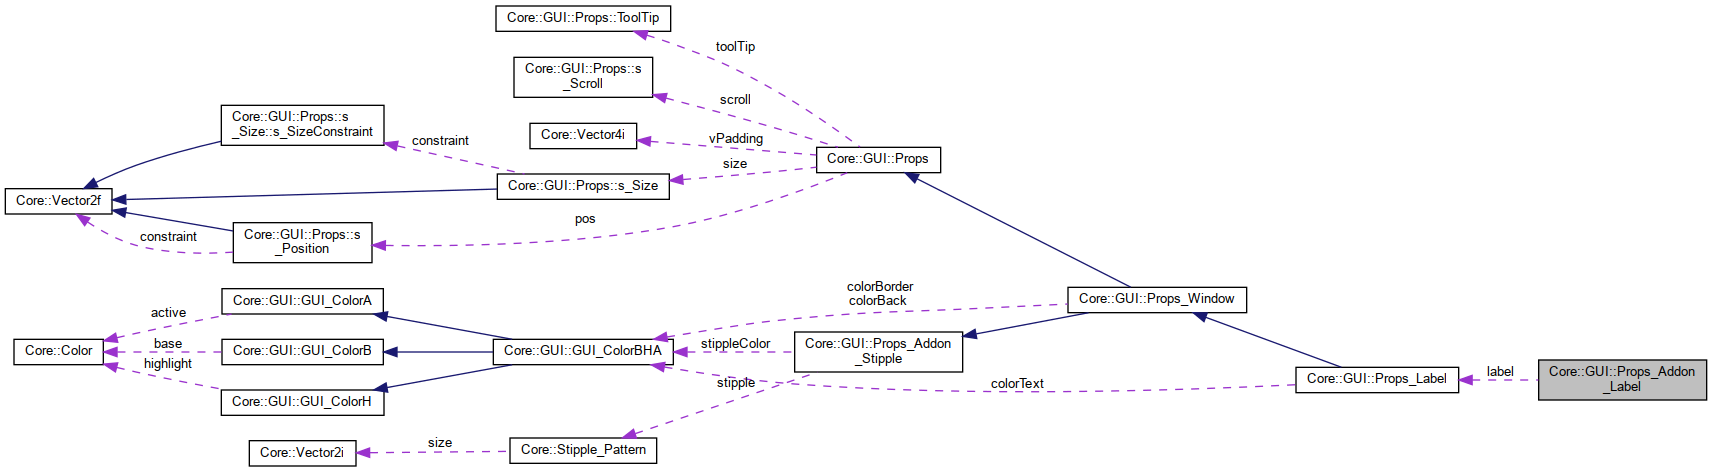 Core::GUI::Props::ToolTip
toolTip
Core::GUI::Props::s
_Scroll
scroll
Core::GUI::Props::s
_Size::s_SizeConstraint
Core::Vector4i
vPadding
constraint
Core::GUI::Props
size
Core::GUI::Props::s_Size
Core::Vector2f
pos
constraint
Core::GUI::Props::s
_Position
colorBorder
colorBack
Core::GUI::Props_Window
Core::GUI::GUI_ColorA
active
Core::Color
base
Core::GUI::GUI_ColorB
Core::GUI::GUI_ColorBHA
stippleColor
Core::GUI::Props_Addon
_Stipple
highlight
Core::GUI::GUI_ColorH
stipple
colorText
Core::GUI::Props_Label
label
Core::GUI::Props_Addon
_Label
Core::Vector2i
size
Core::Stipple_Pattern